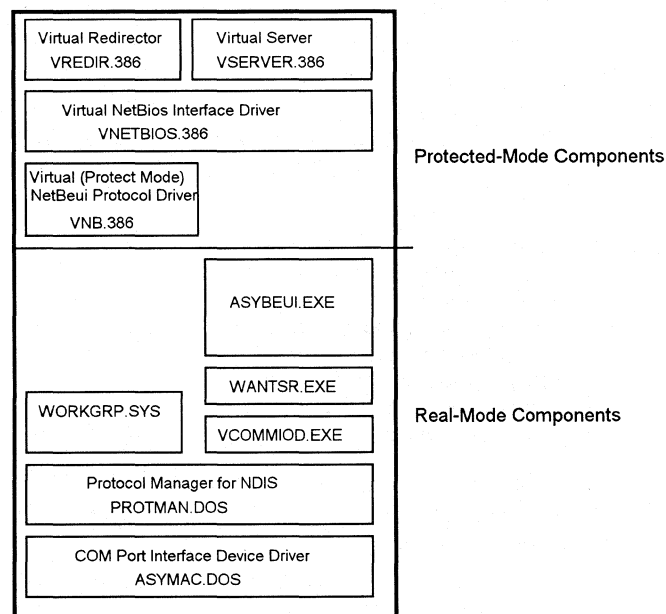 Virtual Redirector
VREDIR.386
Virtual Server
VSERVER.386
Virtual NetBios Interface Driver
VNETBIOS.386
Protected-Mode Components
Virtual (Protect Mode)
NetBeui Protocol Driver
VNB.386
ASYBEUI.EXE
WANTSR.EXE
WORKGRP.SYS
VCOMMIOD.EXE
Real-Mode Components
Protocol Manager for NDIS
PROTMAN.DOS
COM Port Interface Device Driver
ASYMAC.DOS